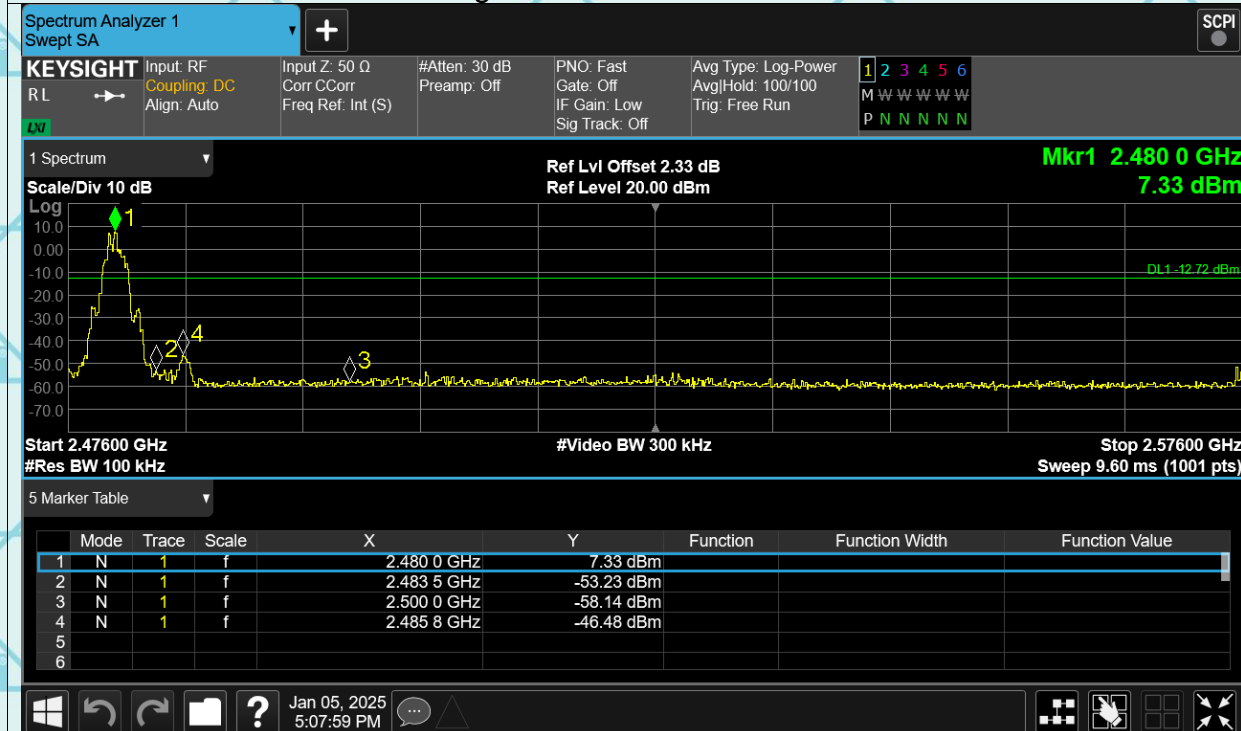 Spectrum Analyzer 1
Swept SA
+
SCPI
KEYSIGHT
RL
LXI
Input: RF
Coupling: DC
Align: Auto
Input Z: 50 Ω
Corr CCorr
Freq Ref: Int (S)
#Atten: 30 dB
Preamp: Off
PNO: Fast
Gate: Off
IF Gain: Low
Sig Track: Off
Avg Type: Log-Power
Avg|Hold: 100/100
Trig: Free Run
1 2 3 4 5 6
M W W W W W
P N N N N N N
1 Spectrum
Scale/Div 10 dB
Ref Lvl Offset 2.33 dB
Ref Level 20.00 dBm
Mkr1 2.480 0 GHz
7.33 dBm
Log
10.0
0.00
-10.0
-20.0
-30.0
-40.0
-50.0
-60.0
-70.0
1
2
4
3
DL1 -12.72 dBm
Start 2.47600 GHz
#Res BW 100 kHz
#Video BW 300 kHz
Stop 2.57600 GHz
Sweep 9.60 ms (1001 pts)
5 Marker Table
Mode Trace Scale X Y Function Function Width Function Value
1 N 1 f 2.480 0 GHz 7.33 dBm
2 N 1 f 2.483 5 GHz -53.23 dBm
3 N 1 f 2.500 0 GHz -58.14 dBm
4 N 1 f 2.485 8 GHz -46.48 dBm
5
6
?
Jan 05, 2025
5:07:59 PM